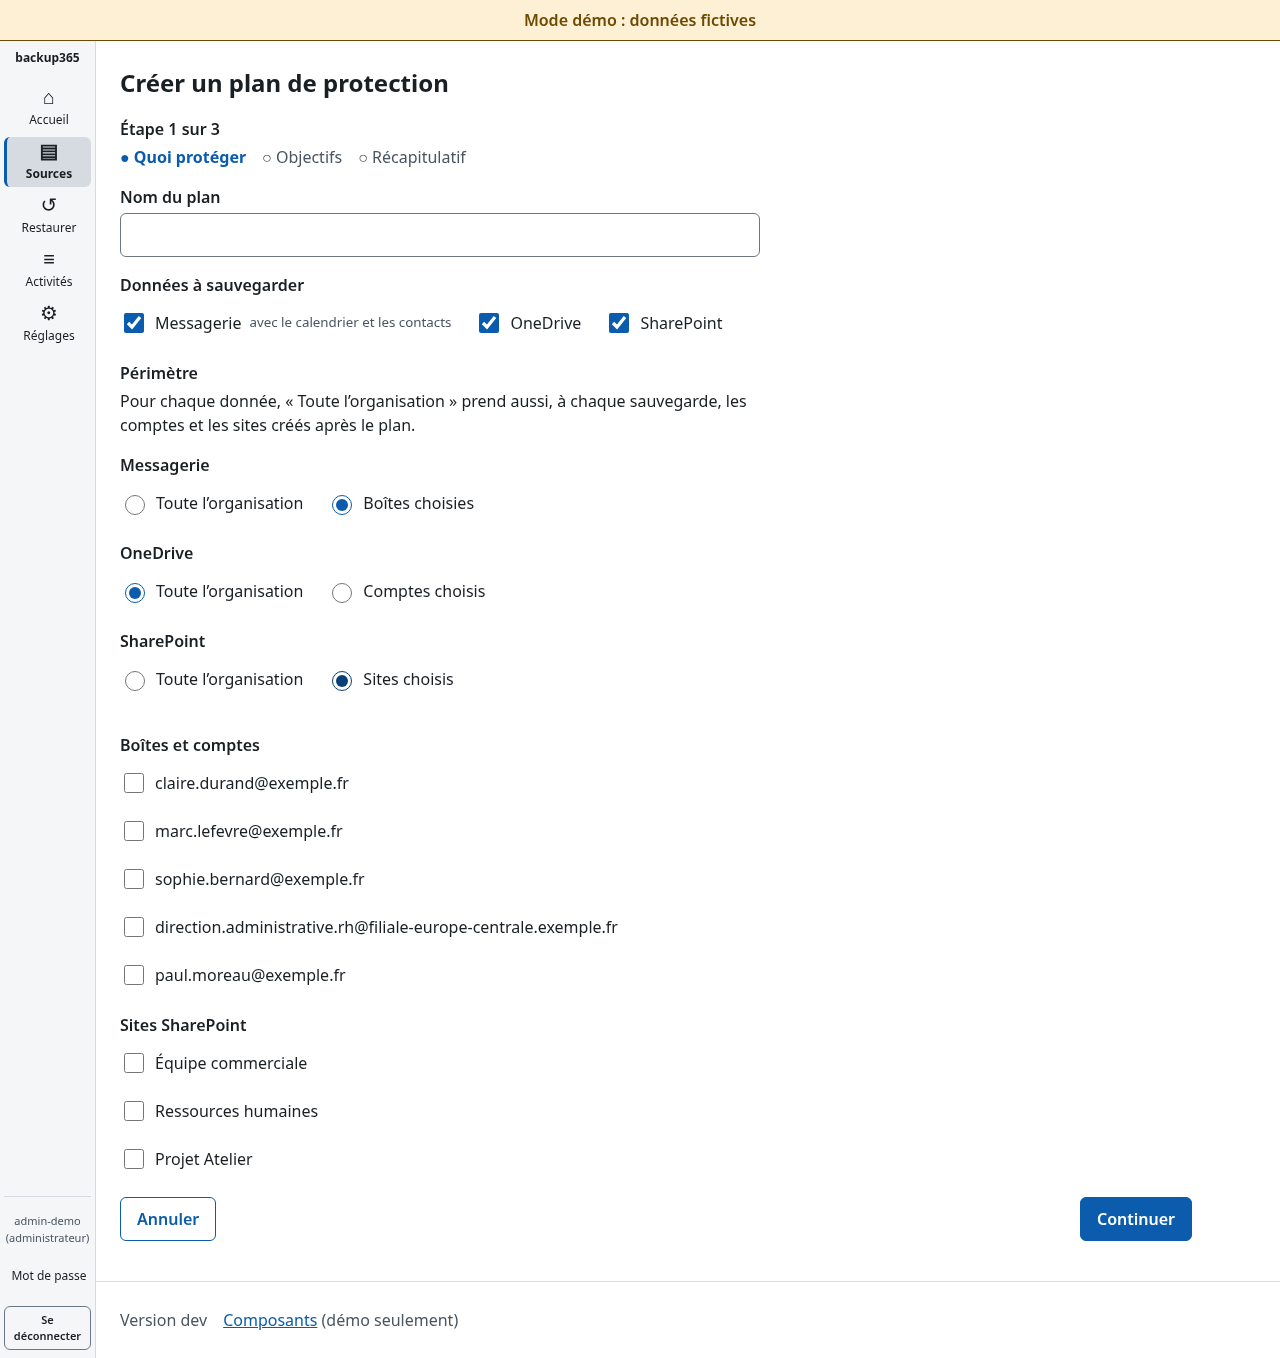 Mode démo : données fictives
backup365
Accueil
Sources
Restaurer
Activités
Réglages
Créer un plan de protection
Étape 1 sur 3
● Quoi protéger ○ Objectifs ○ Récapitulatif
Nom du plan
Données à sauvegarder
Messagerie avec le calendrier et les contacts OneDrive SharePoint
Périmètre
Pour chaque donnée, « Toute l’organisation » prend aussi, à chaque sauvegarde, les
comptes et les sites créés après le plan.
Messagerie
Toute l’organisation Boîtes choisies
OneDrive
Toute l’organisation Comptes choisis
SharePoint
Toute l’organisation Sites choisis
Boîtes et comptes
claire.durand@exemple.fr
marc.lefevre@exemple.fr
sophie.bernard@exemple.fr
direction.administrative.rh@filiale-europe-centrale.exemple.fr
paul.moreau@exemple.fr
Sites SharePoint
Équipe commerciale
Ressources humaines
Projet Atelier
Annuler Continuer
admin-demo
(administrateur)
Mot de passe
Se
déconnecter
Version dev Composants (démo seulement)